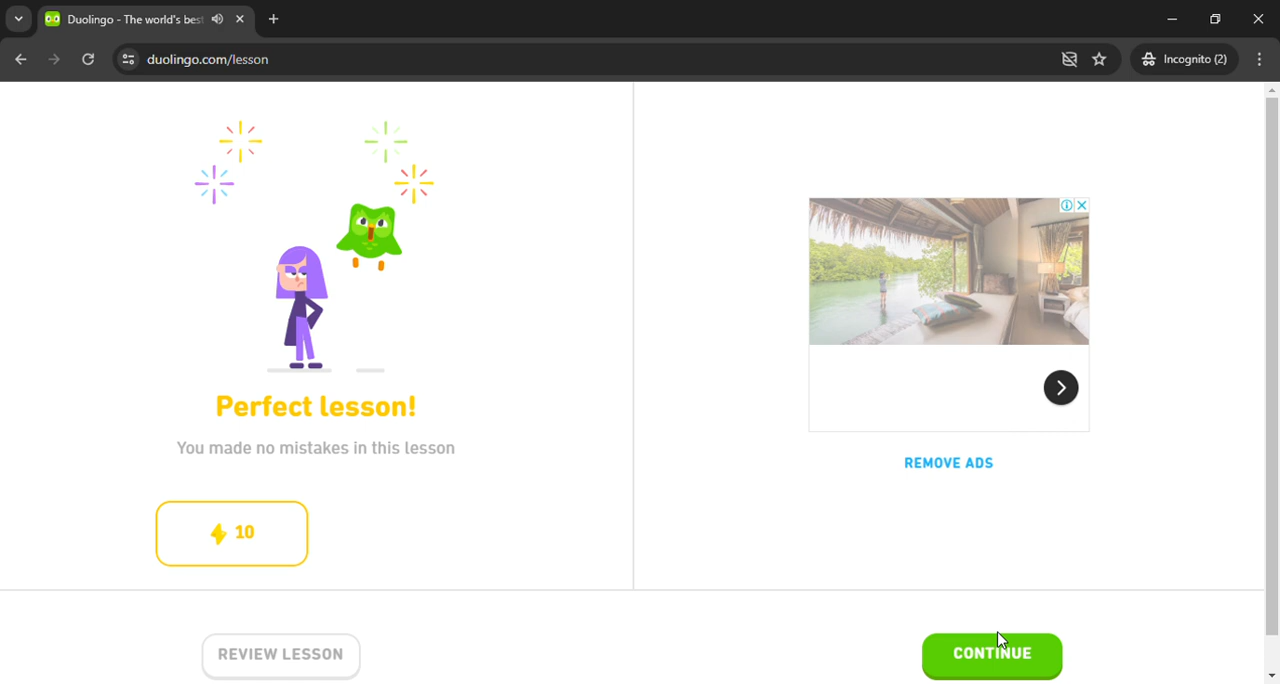 Duolingo - The world's best
duolingo.com/lesson
Incognito (2)
Perfect lesson!
You made no mistakes in this lesson
10
REMOVE ADS
REVIEW LESSON
CONTINUE